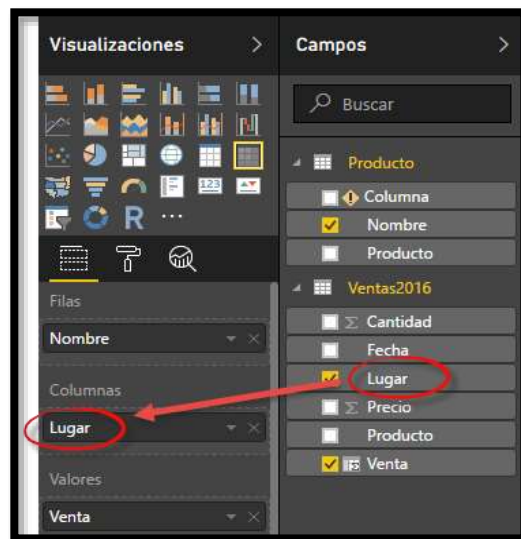 Visualizaciones >
123
R ...
Filas
Nombre
Columnas
Lugar
Valores
Venta
Campos >
Buscar
Producto
Columna
Nombre
Producto
Ventas2016
Σ Cantidad
Fecha
Lugar
Σ Precio
Producto
Venta